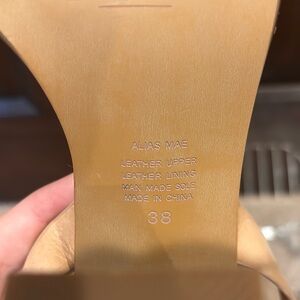 ALIAS MAE
LEATHER UPPER
LEATHER LINING
MAN MADE SOLE
MADE IN CHINA
38